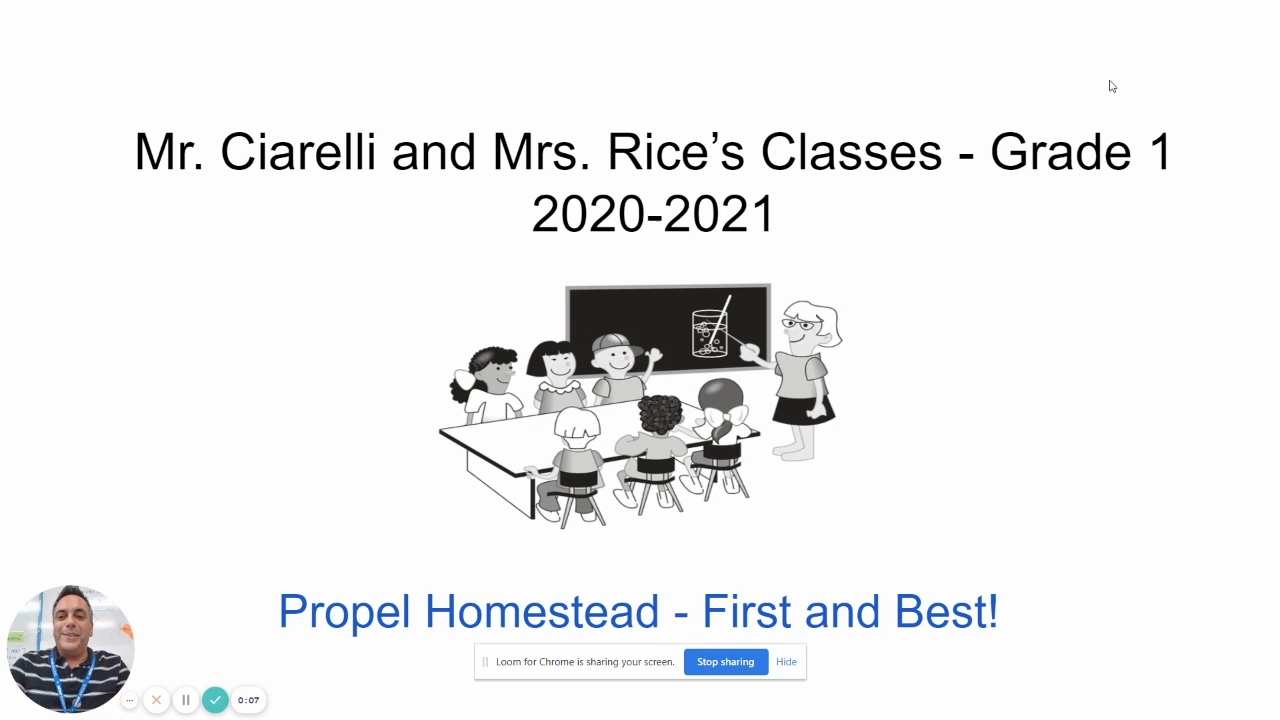 Mr. Ciarelli and Mrs. Rice’s Classes - Grade 1
2020-2021
Propel Homestead - First and Best!
Loom for Chrome is sharing your screen. Stop sharing Hide
0:07